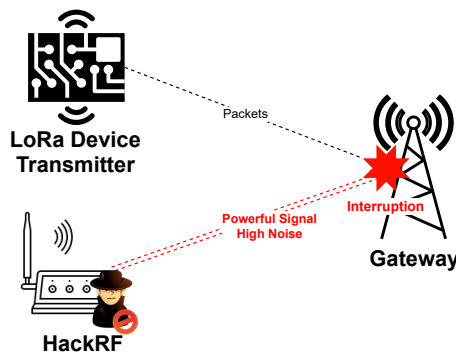 Packets
LoRa Device
Transmitter
Interruption
Powerful Signal
High Noise
Gateway
HackRF